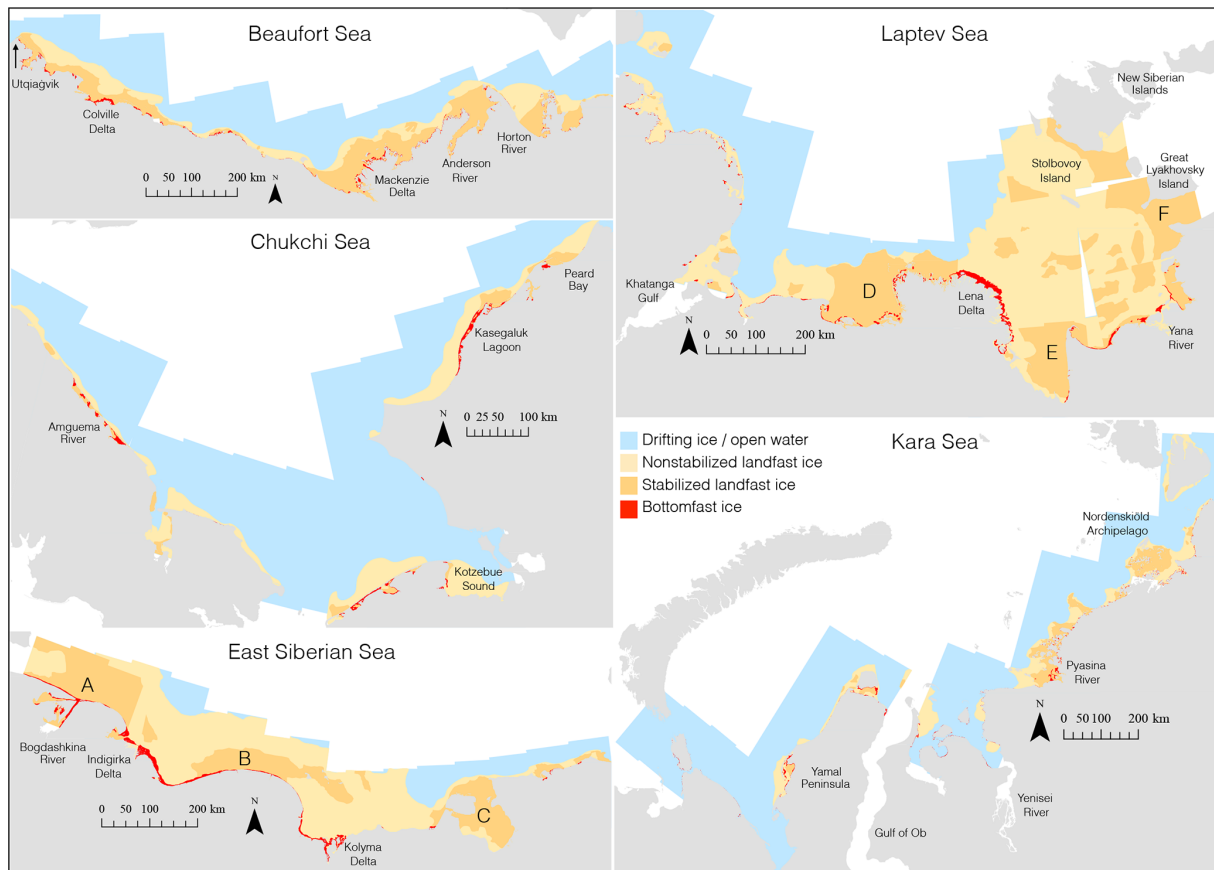 Beaufort Sea
Utqiaġvik
Colville
Delta
Mackenzie
Delta
Anderson
River
Horton
River
0 50 100 200 km
N
Chukchi Sea
Peard
Bay
Kasegaluk
Lagoon
N
0 25 50 100 km
Amguema
River
Kotzebue
Sound
East Siberian Sea
A
B
C
Bogdashkina
River
Indigirka
Delta
0 50 100 200 km
N
Kolyma
Delta
Laptev Sea
New Siberian
Islands
Stolbovoy
Island
Great
Lyakhovsky
Island
F
Khatanga
Gulf
D
Lena
Delta
N
0 50 100 200 km
E
Yana
River
Drifting ice / open water
Nonstabilized landfast ice
Stabilized landfast ice
Bottomfast ice
Kara Sea
Nordenskiöld
Archipelago
Pyasina
River
N
0 50 100 200 km
Yamal
Peninsula
Yenisei
River
Gulf of Ob